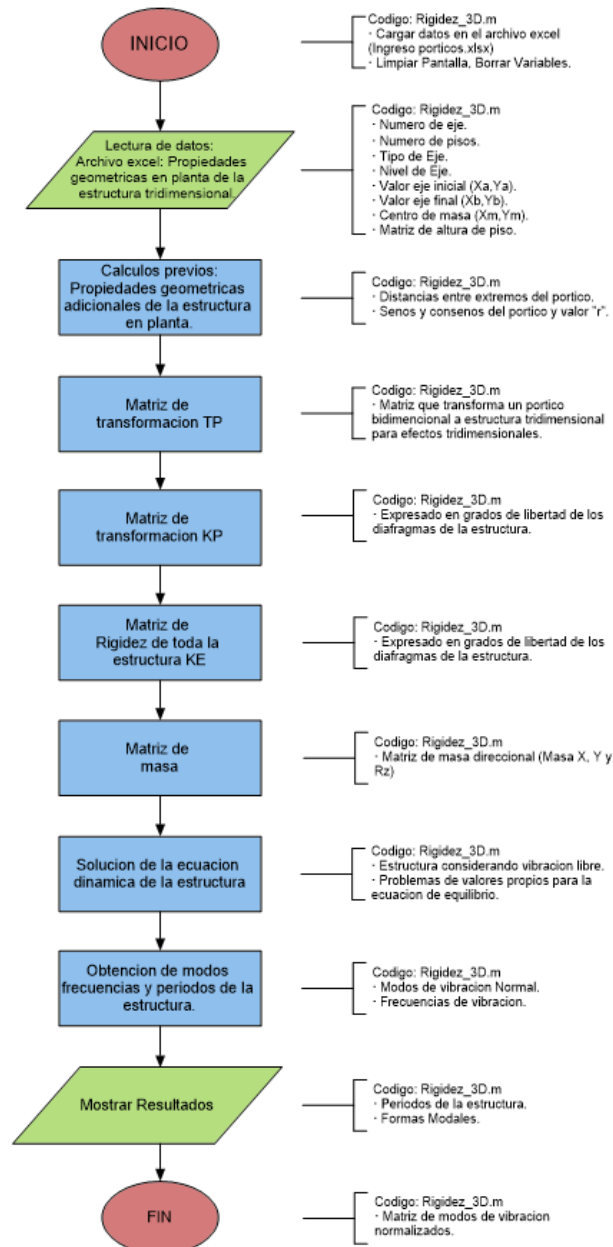 INICIO
Codigo: Rigidez_3D.m
· Cargar datos en el archivo excel
(Ingreso porticos.xlsx)
· Limpiar Pantalla, Borrar Variables.
Lectura de datos:
Archivo excel: Propiedades
geometricas en planta de la
estructura tridimensional.
Codigo: Rigidez_3D.m
· Numero de eje.
· Numero de pisos.
· Tipo de Eje.
· Nivel de Eje.
· Valor eje inicial (Xa,Ya).
· Valor eje final (Xb,Yb).
· Centro de masa (Xm,Ym).
· Matriz de altura de piso.
Calculos previos:
Propiedades geometricas
adicionales de la estructura
en planta.
Codigo: Rigidez_3D.m
· Distancias entre extremos del portico.
· Senos y consenos del portico y valor "r".
Matriz de
transformacion TP
Codigo: Rigidez_3D.m
· Matriz que transforma un portico
bidimencional a estructura tridimensional
para efectos tridimensionales.
Matriz de
transformacion KP
Codigo: Rigidez_3D.m
· Expresado en grados de libertad de los
diafragmas de la estructura.
Matriz de
Rigidez de toda la
estructura KE
Codigo: Rigidez_3D.m
· Expresado en grados de libertad de los
diafragmas de la estructura.
Matriz de
masa
Codigo: Rigidez_3D.m
· Matriz de masa direccional (Masa X, Y y
Rz)
Solucion de la ecuacion
dinamica de la estructura
Codigo: Rigidez_3D.m
· Estructura considerando vibracion libre.
· Problemas de valores propios para la
ecuacion de equilibrio.
Obtencion de modos
frecuencias y periodos de la
estructura.
Codigo: Rigidez_3D.m
· Modos de vibracion Normal.
· Frecuencias de vibracion.
Mostrar Resultados
Codigo: Rigidez_3D.m
· Periodos de la estructura.
· Formas Modales.
FIN
Codigo: Rigidez_3D.m
· Matriz de modos de vibracion
normalizados.